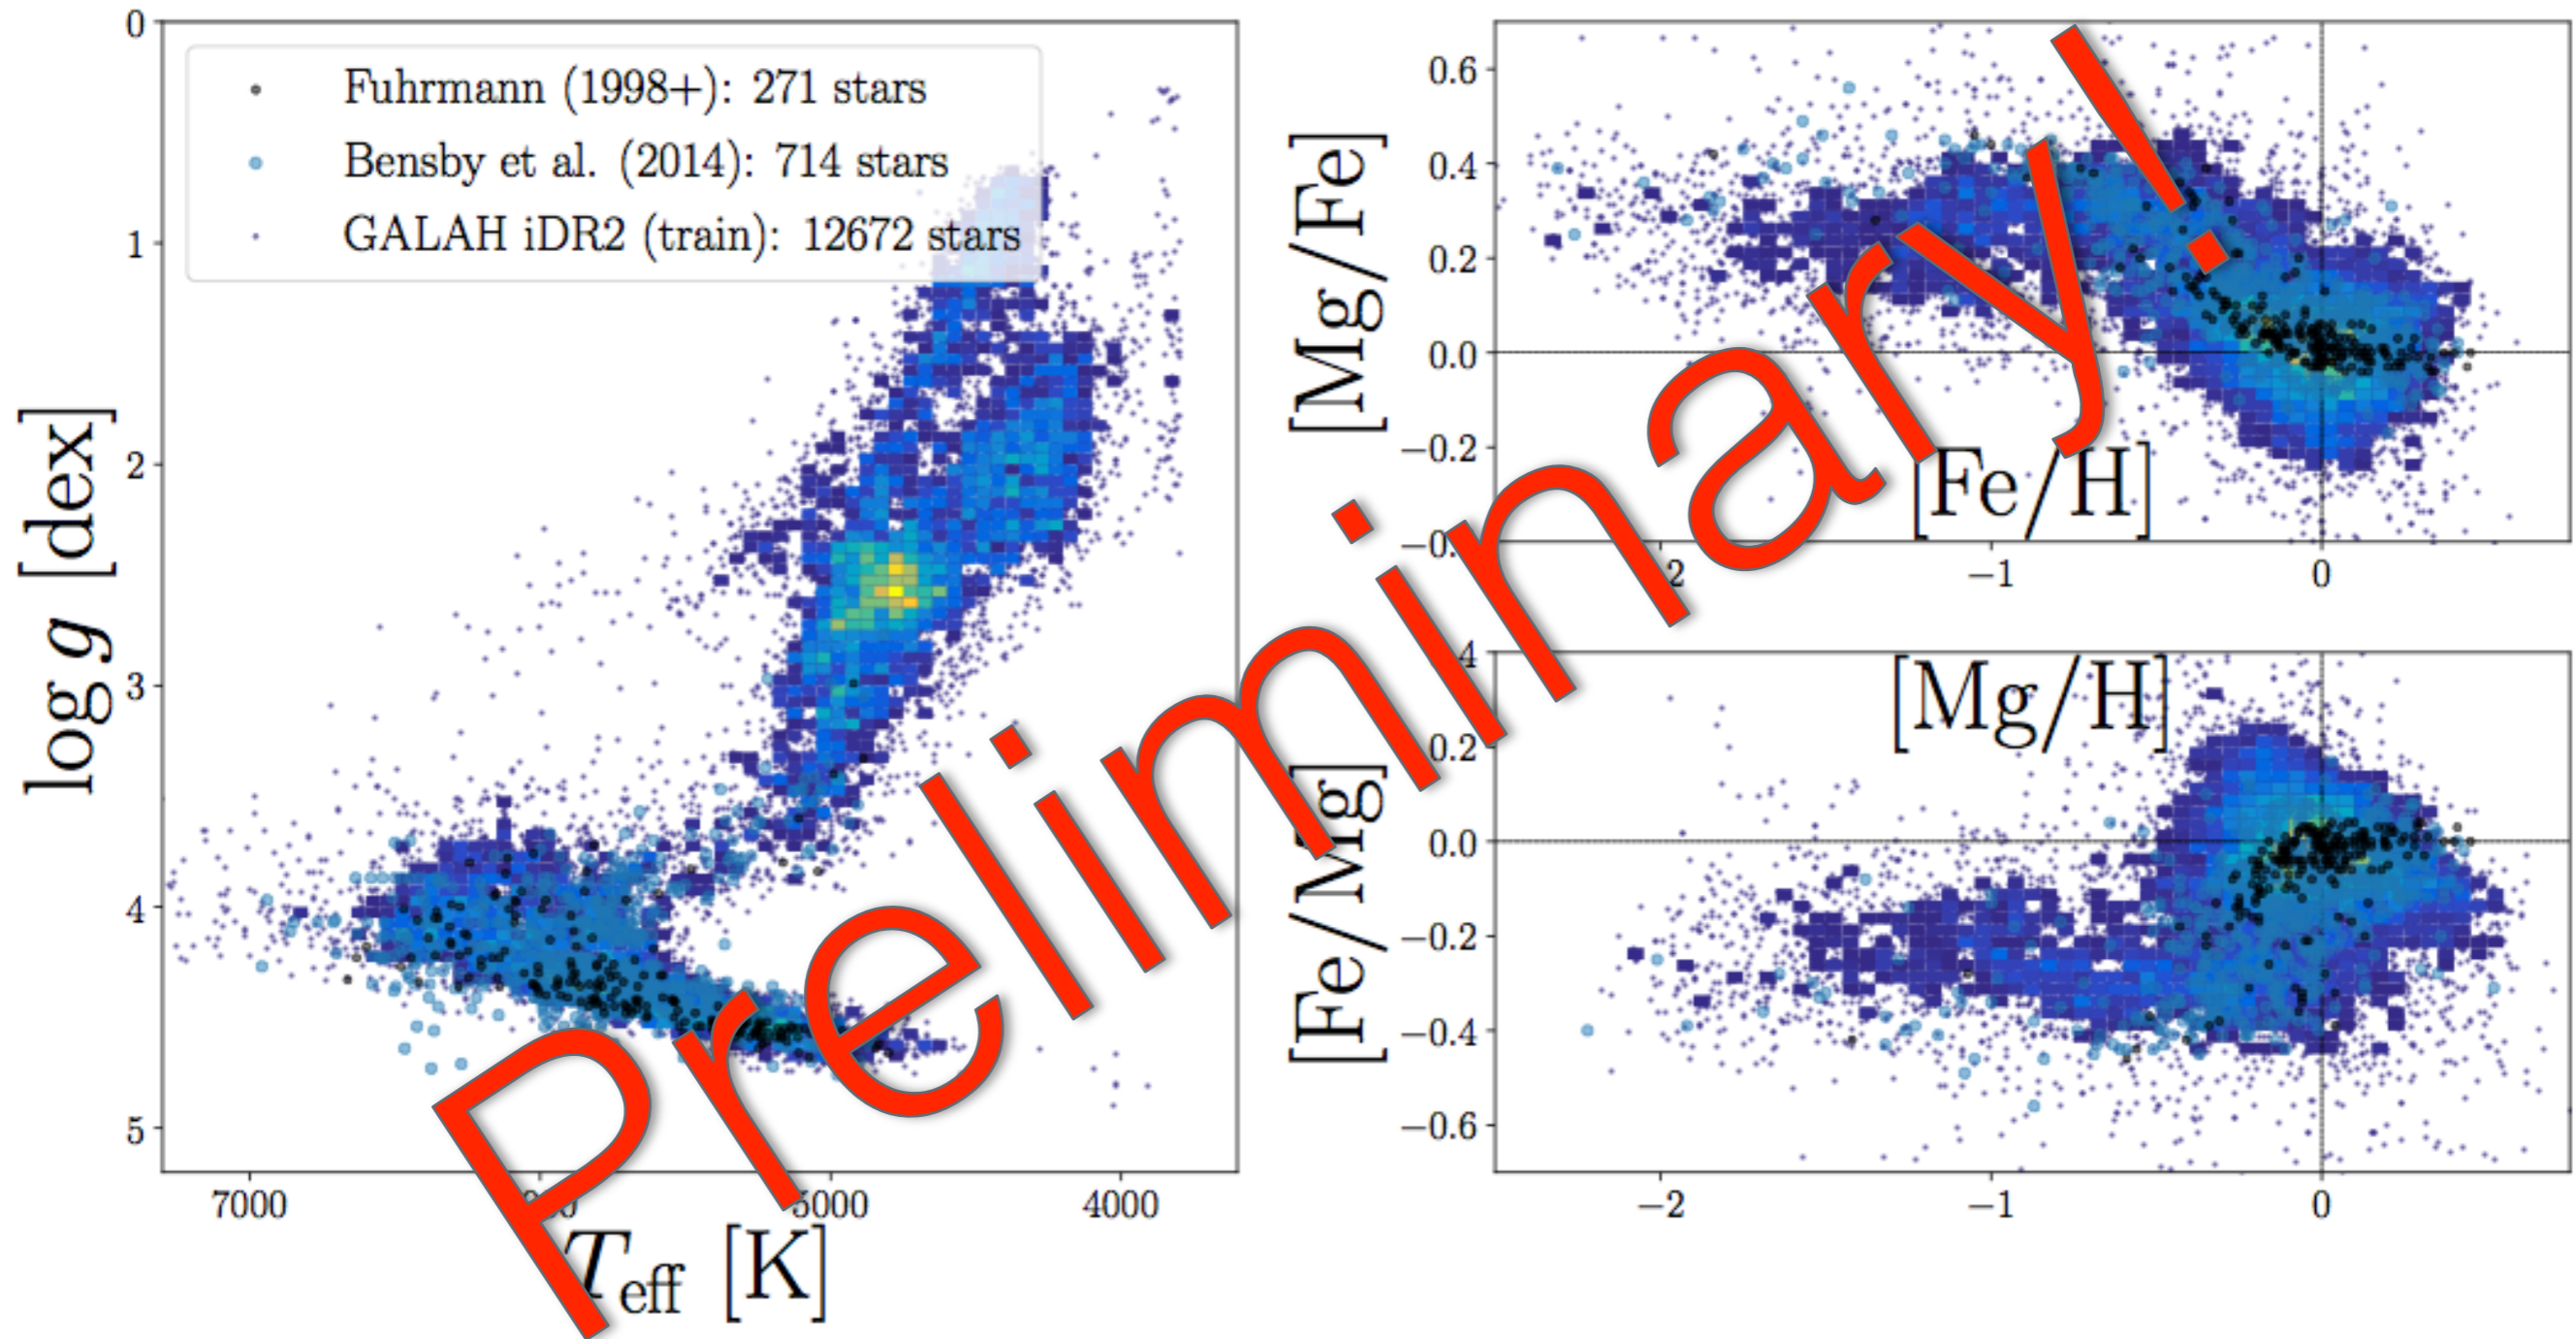 0
1
2
3
4
5
log g [dex]
Fuhrmann (1998+): 271 stars
Bensby et al. (2014): 714 stars
GALAH iDR2 (train): 12672 stars
7000
5000
4000
T_eff [K]
0.6
0.4
0.2
0.0
−0.2
[Mg/Fe]
[Fe/H]
−1
0
0.2
0.0
−0.2
−0.4
−0.6
[Fe/Mg]
[Mg/H]
−2
−1
0
Preliminary!